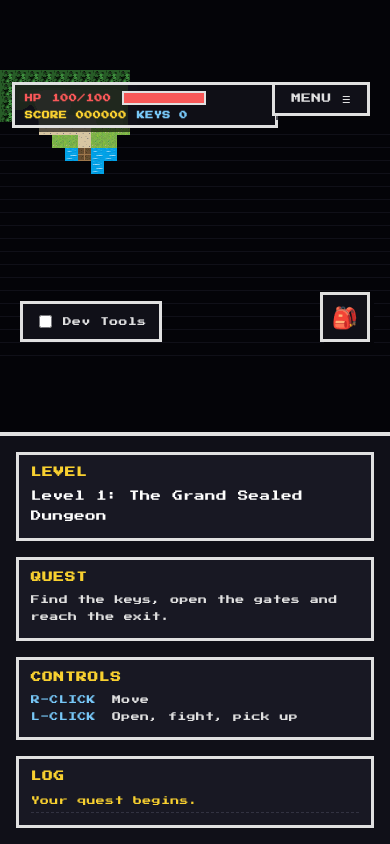 HP 100/100
MENU ☰
SCORE 000000 KEYS 0
Dev Tools
LEVEL
Level 1: The Grand Sealed
Dungeon
QUEST
Find the keys, open the gates and
reach the exit.
CONTROLS
R-CLICK Move
L-CLICK Open, fight, pick up
LOG
Your quest begins.